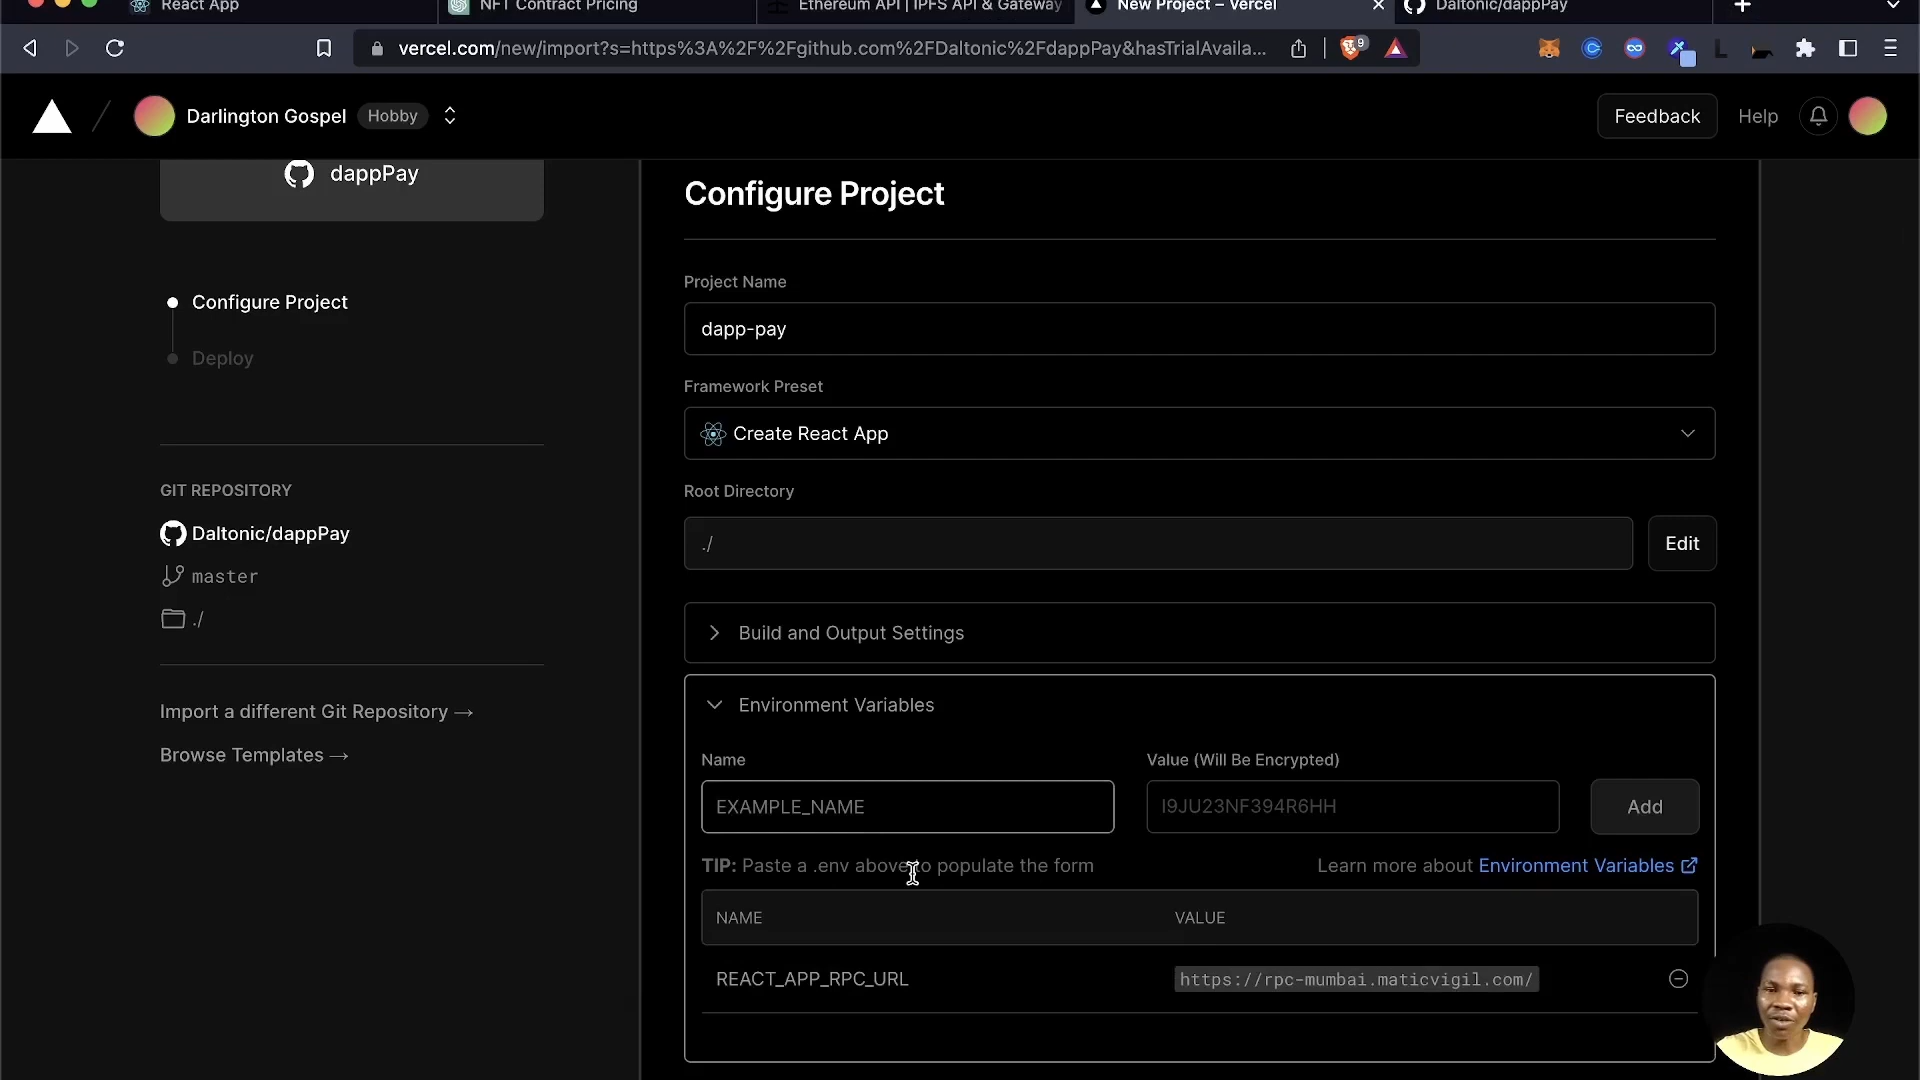 React App
NFT Contract Pricing
Ethereum API | IPFS API & Gateway
New Project – Vercel
Daltonic/dappPay
vercel.com/new/import?s=https%3A%2F%2Fgithub.com%2FDaltonic%2FdappPay&hasTrialAvaila...
9
Darlington Gospel
Hobby
Feedback
Help
dappPay
Configure Project
Deploy
GIT REPOSITORY
Daltonic/dappPay
master
./
Import a different Git Repository →
Browse Templates →
Configure Project
Project Name
dapp-pay
Framework Preset
Create React App
Root Directory
./
Edit
Build and Output Settings
Environment Variables
Name
Value (Will Be Encrypted)
EXAMPLE_NAME
I9JU23NF394R6HH
Add
TIP: Paste a .env above to populate the form
Learn more about Environment Variables
NAME
VALUE
REACT_APP_RPC_URL
https://rpc-mumbai.maticvigil.com/